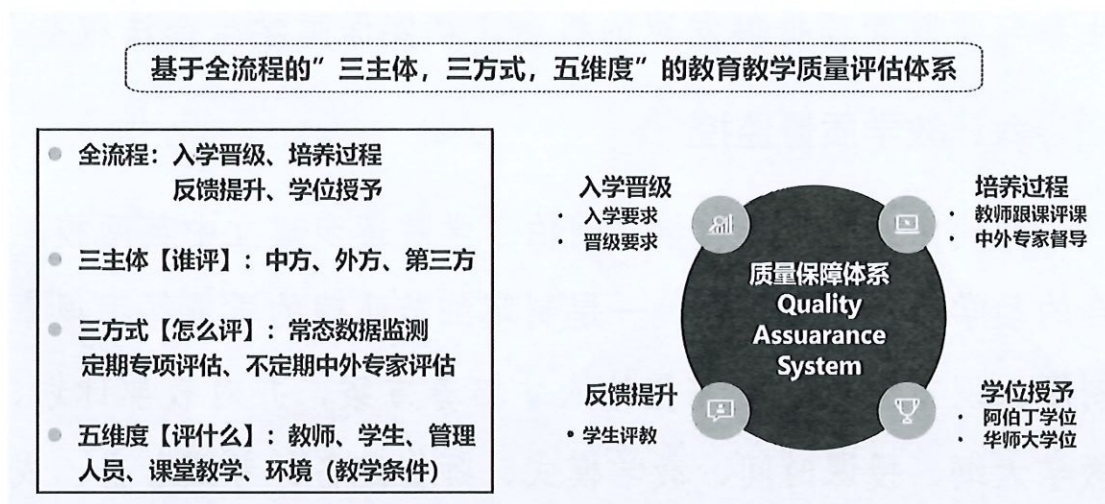 基于全流程的”三主体，三方式，五维度”的教育教学质量评估体系
全流程：入学晋级、培养过程
反馈提升、学位授予
三主体【谁评】：中方、外方、第三方
三方式【怎么评】：常态数据监测
定期专项评估、不定期中外专家评估
五维度【评什么】：教师、学生、管理
人员、课堂教学、环境（教学条件）
入学晋级
· 入学要求
· 晋级要求
培养过程
· 教师跟课评课
· 中外专家督导
质量保障体系
Quality
Assuarance
System
反馈提升
• 学生评教
学位授予
· 阿伯丁学位
· 华师大学位